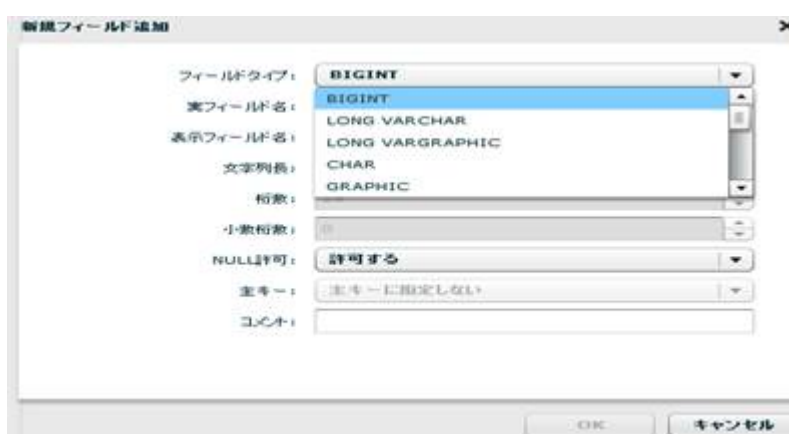 新規フィールド追加
フィールドタイプ: BIGINT
BIGINT
実フィールド名:
LONG VARCHAR
表示フィールド名:
LONG VARGRAPHIC
文字列長:
CHAR
GRAPHIC
桁数:
小数桁数: 0
NULL許可: 許可する
主キー: 主キーに指定しない
コメント:
OK キャンセル